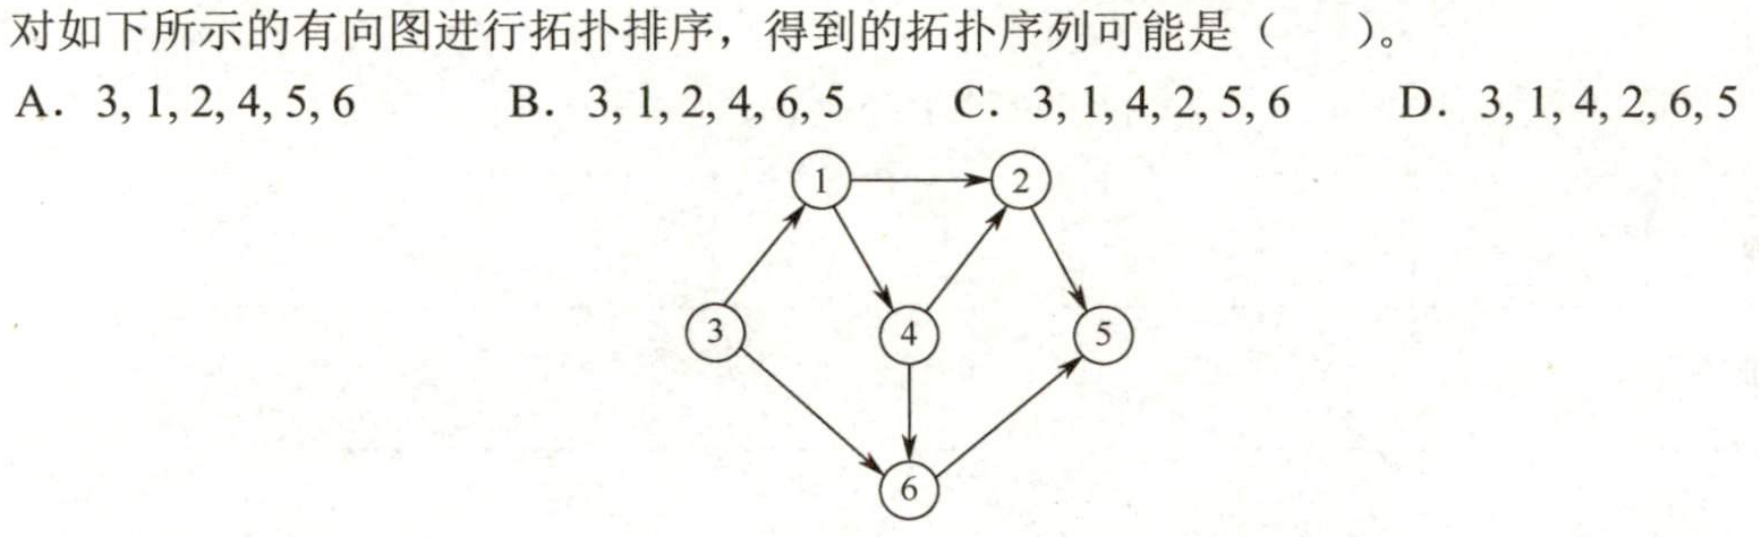 对如下所示的有向图进行拓扑排序，得到的拓扑序列可能是（　　）。
A．3, 1, 2, 4, 5, 6　　B．3, 1, 2, 4, 6, 5　　C．3, 1, 4, 2, 5, 6　　D．3, 1, 4, 2, 6, 5
1 2
3 4 5
6